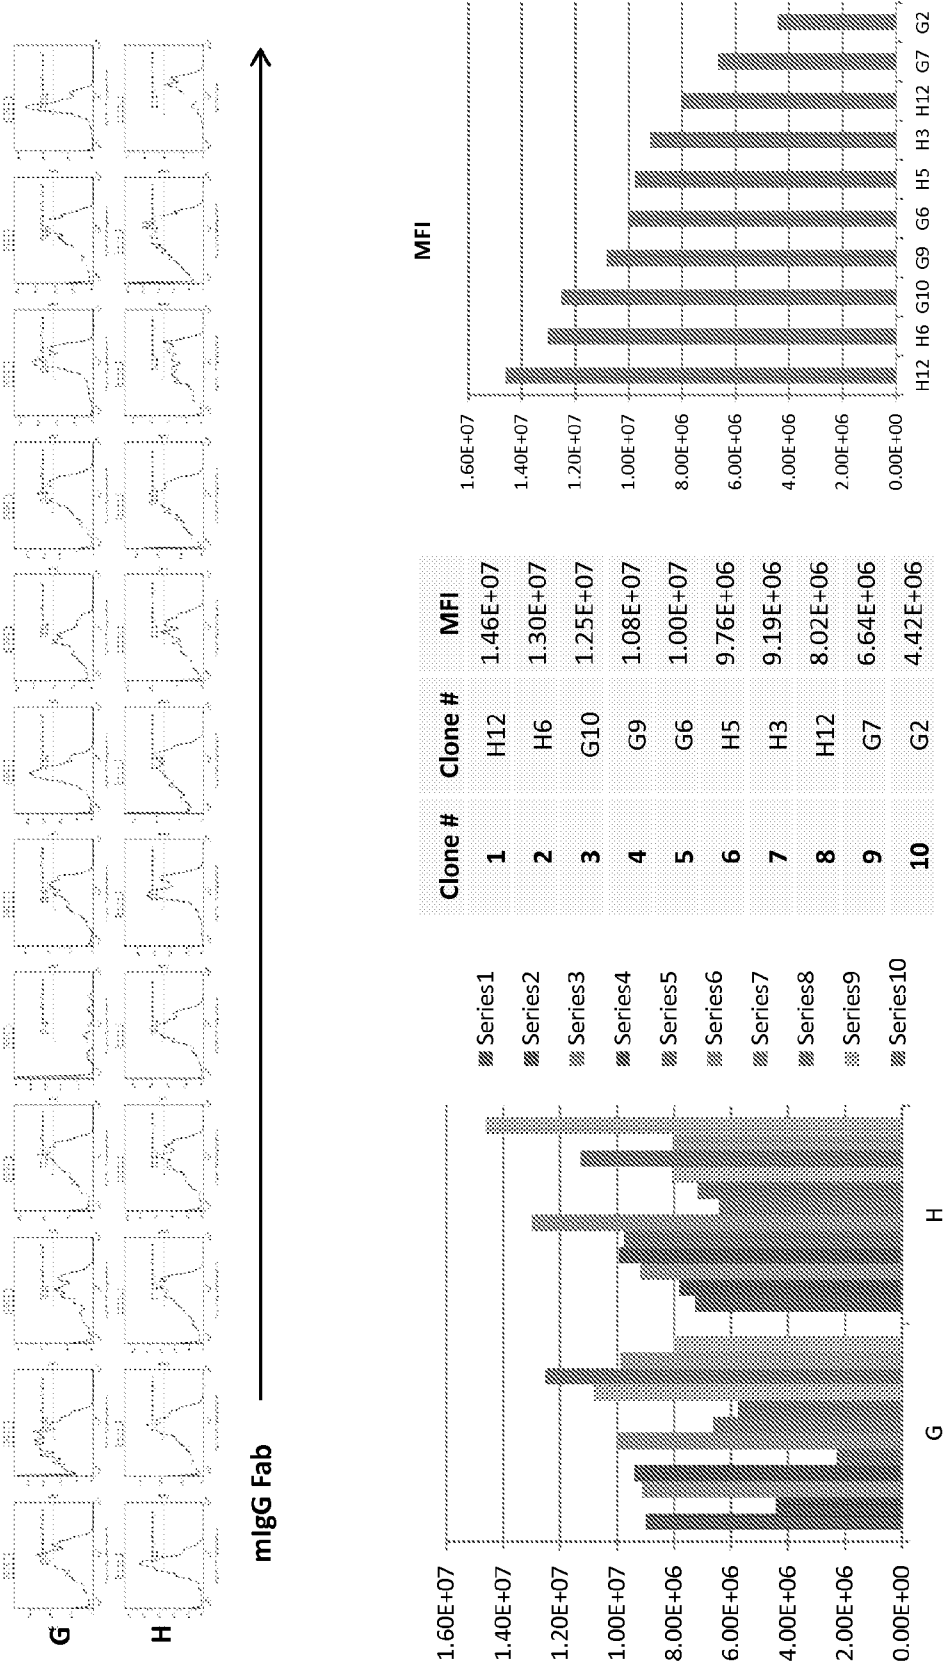 G
H
mIgG Fab
1.60E+07
1.40E+07
1.20E+07
1.00E+07
8.00E+06
6.00E+06
4.00E+06
2.00E+06
0.00E+00
G H
Series1
Series2
Series3
Series4
Series5
Series6
Series7
Series8
Series9
Series10
Clone # Clone # MFI
1 H12 1.46E+07
2 H6 1.30E+07
3 G10 1.25E+07
4 G9 1.08E+07
5 G6 1.00E+07
6 H5 9.76E+06
7 H3 9.19E+06
8 H12 8.02E+06
9 G7 6.64E+06
10 G2 4.42E+06
MFI
1.60E+07
1.40E+07
1.20E+07
1.00E+07
8.00E+06
6.00E+06
4.00E+06
2.00E+06
0.00E+00
H12 H6 G10 G9 G6 H5 H3 H12 G7 G2